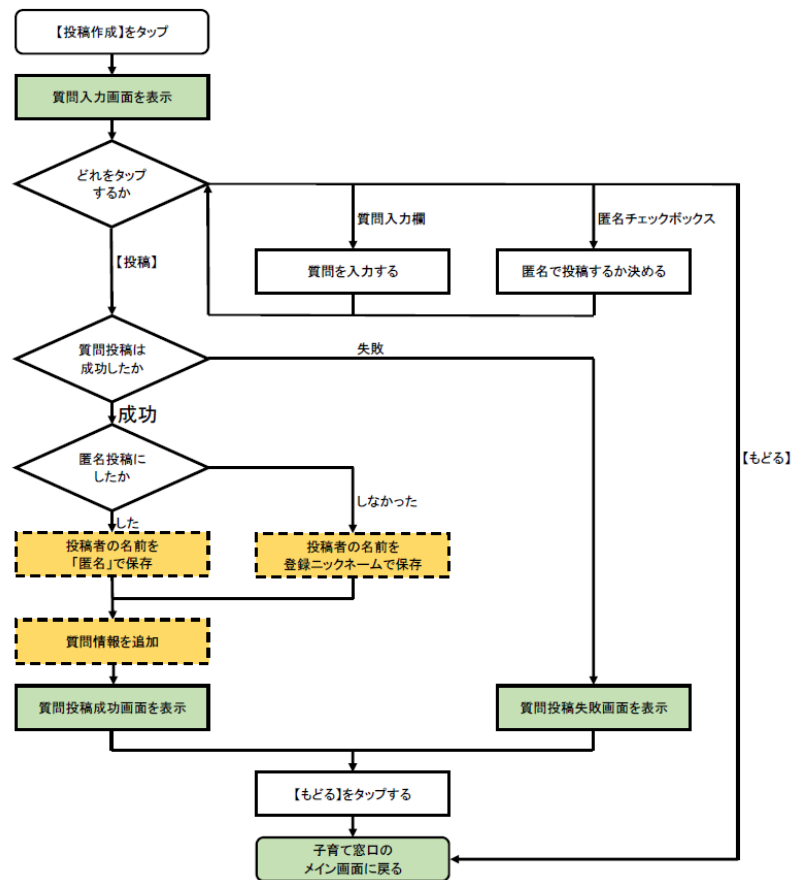 【投稿作成】をタップ
質問入力画面を表示
どれをタップ
するか
質問入力欄
匿名チェックボックス
【投稿】
質問を入力する
匿名で投稿するか決める
質問投稿は
成功したか
失敗
成功
【もどる】
匿名投稿に
したか
しなかった
した
投稿者の名前を
「匿名」で保存
投稿者の名前を
登録ニックネームで保存
質問情報を追加
質問投稿成功画面を表示
質問投稿失敗画面を表示
【もどる】をタップする
子育て窓口の
メイン画面に戻る